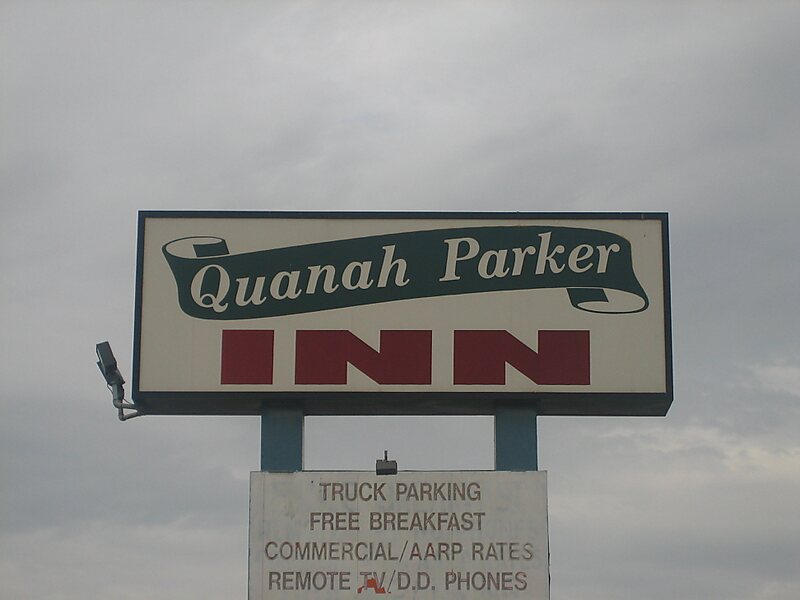 Quanah Parker
INN
TRUCK PARKING
FREE BREAKFAST
COMMERCIAL/AARP RATES
REMOTE TV/D.D. PHONES